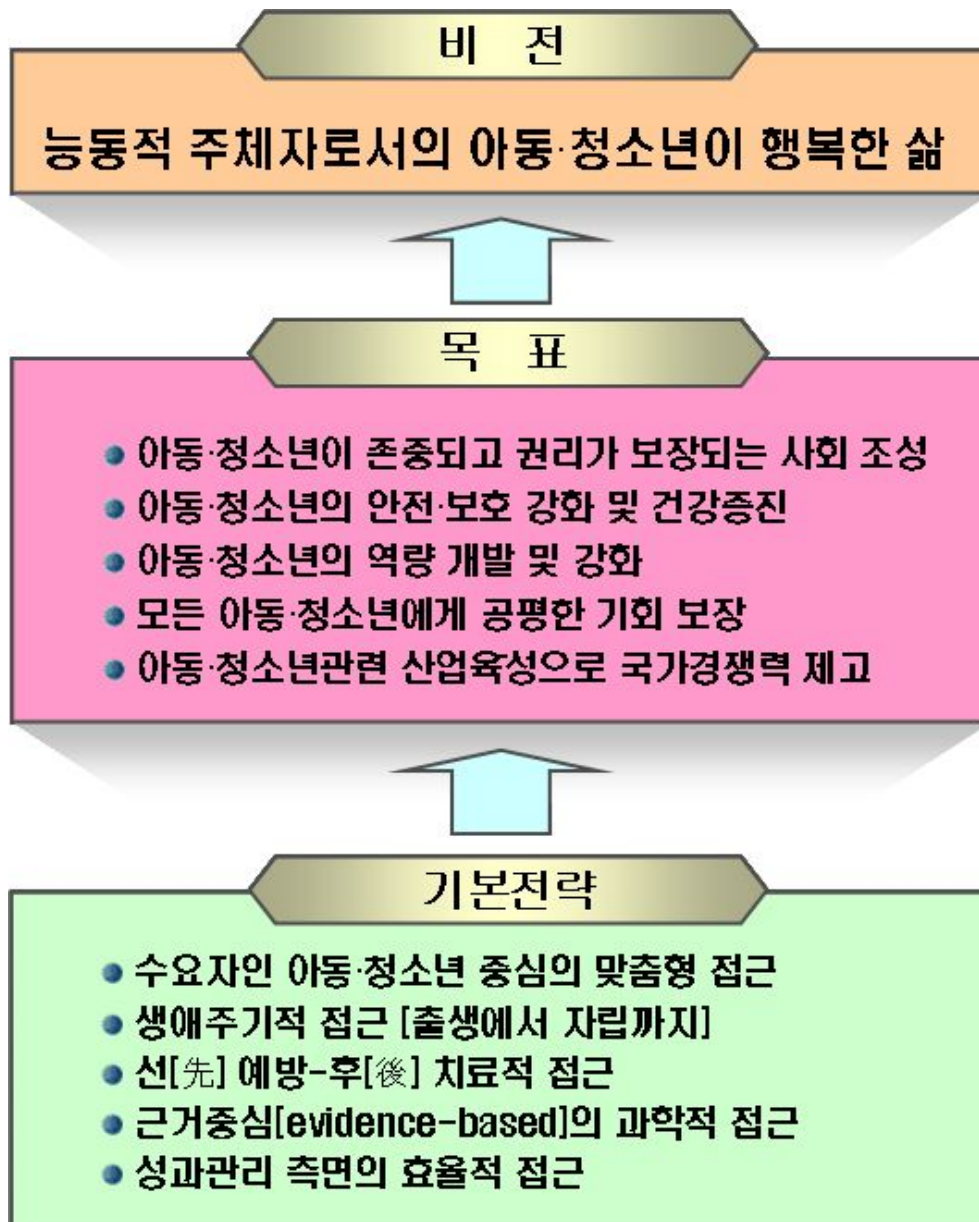 비 전
능동적 주체자로서의 아동·청소년이 행복한 삶
목 표
아동·청소년이 존중되고 권리가 보장되는 사회 조성
아동·청소년의 안전·보호 강화 및 건강증진
아동·청소년의 역량 개발 및 강화
모든 아동·청소년에게 공평한 기회 보장
아동·청소년관련 산업육성으로 국가경쟁력 제고
기본전략
수요자인 아동·청소년 중심의 맞춤형 접근
생애주기적 접근 [출생에서 자립까지]
선[先] 예방-후[後] 치료적 접근
근거중심[evidence-based]의 과학적 접근
성과관리 측면의 효율적 접근